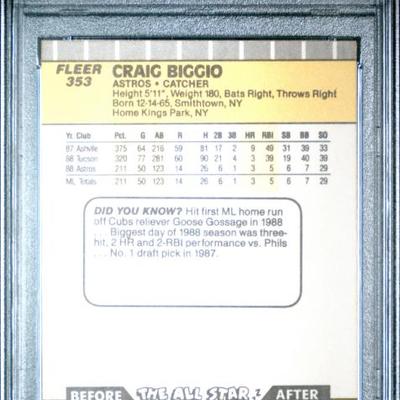 FLEER CRAIG BIGGIO
353 ASTROS • CATCHER
Height 5'11", Weight 180, Bats Right, Throws Right
Born 12-14-65, Smithtown, NY
Home Kings Park, NY
Yr. Club Pct. G AB R H 2B 3B HR RBI SB BB SO
87 Ashvlle 375 64 216 59 81 17 2 9 49 31 39 33
88 Tucson 320 77 281 60 90 21 4 3 39 19 40 39
88 Astros 211 50 123 14 26 6 1 3 5 6 7 29
ML Totals 211 50 123 14 26 6 1 3 5 6 7 29
DID YOU KNOW? Hit first ML home run
off Cubs reliever Goose Gossage in 1988
. . . Biggest day of 1988 season was three-
hit, 2 HR and 2-RBI performance vs. Phils
. . . No. 1 draft pick in 1987.
BEFORE THE ALL STAR AFTER